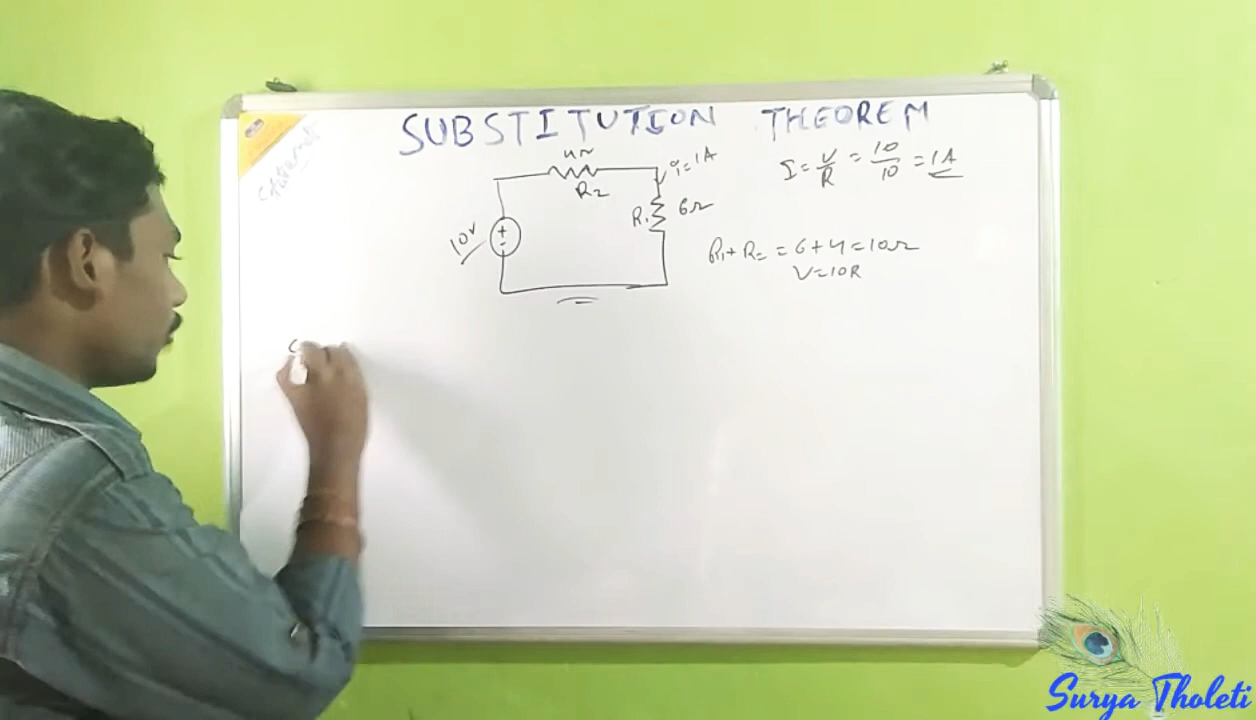 SUBSTITUTION THEOREM
4Ω
R2
i=1A
I = V/R = 10/10 = 1A
10V
+
-
R1
6Ω
R1+R2 = 6+4=10Ω
V=10R
Surya Tholeti